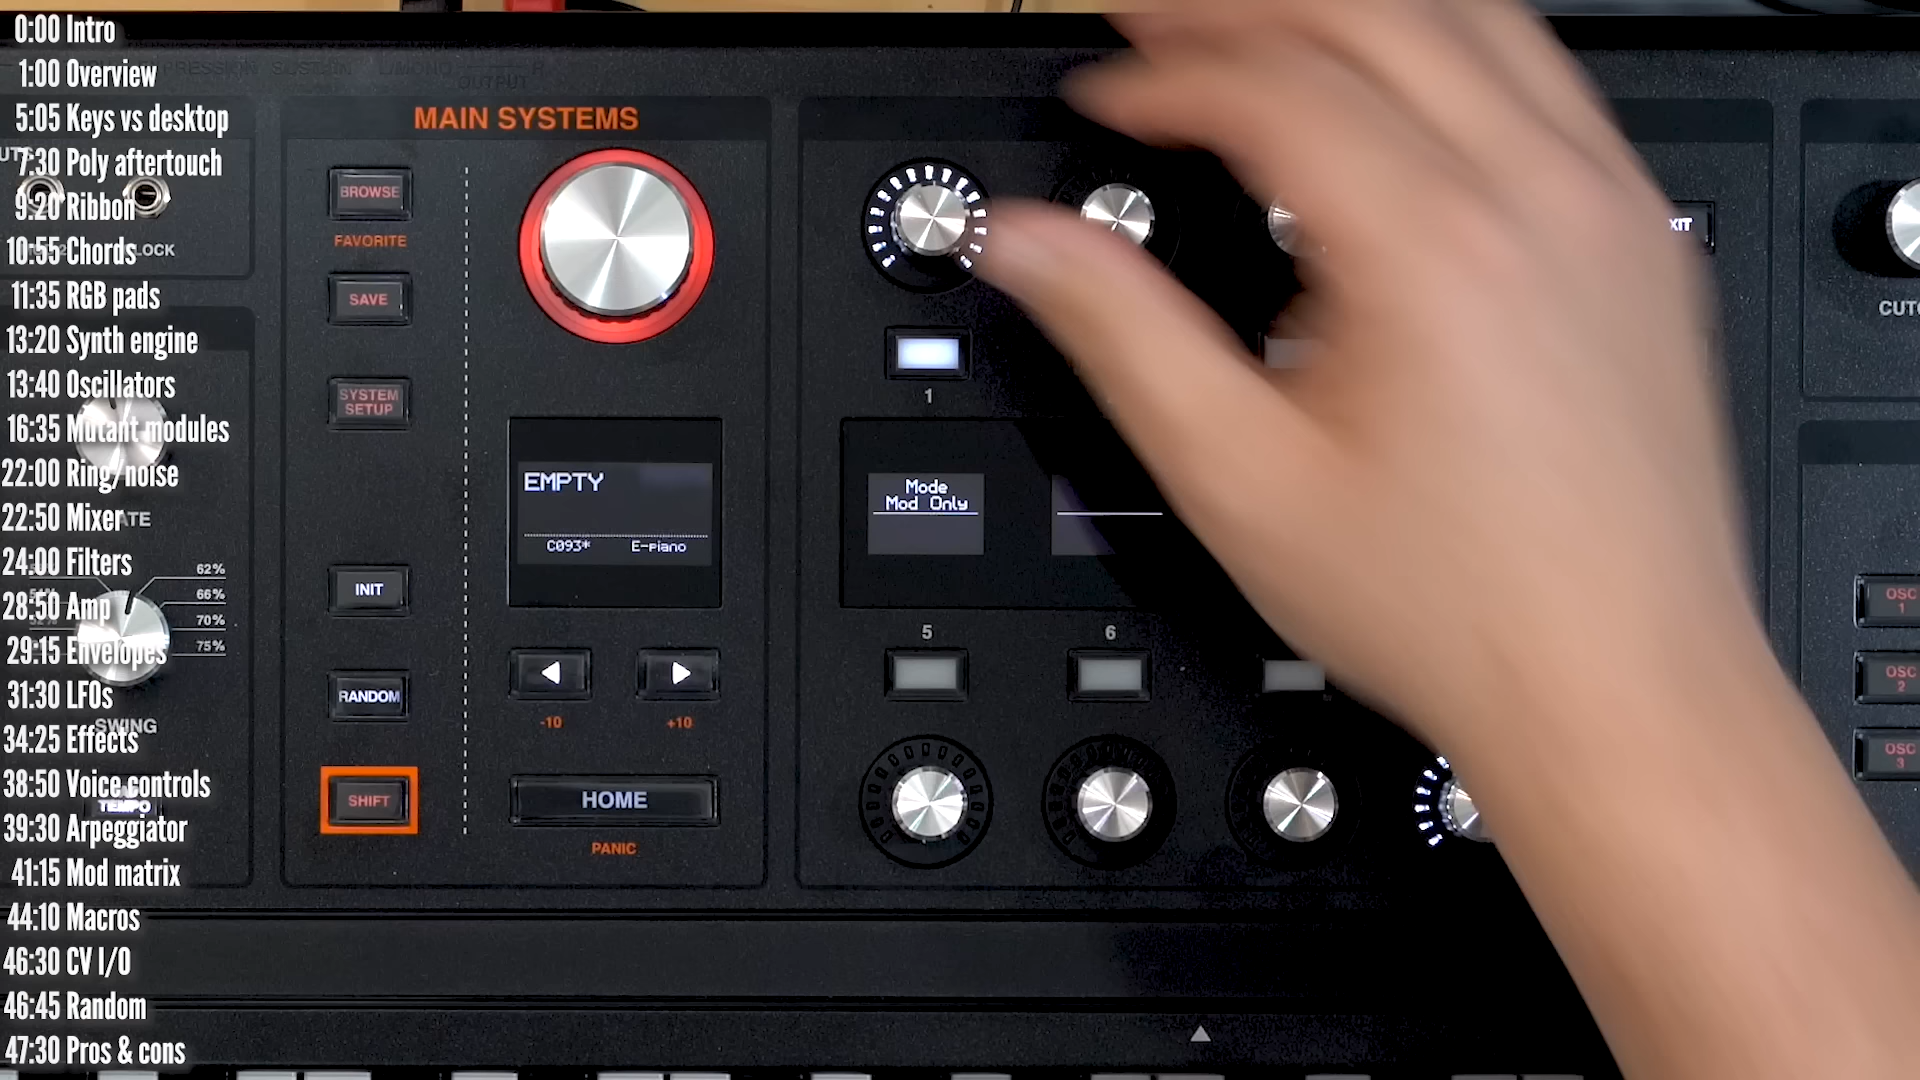 0:00 Intro
1:00 Overview
5:05 Keys vs desktop
7:30 Poly aftertouch
9:20 Ribbon
10:55 Chords
11:35 RGB pads
13:20 Synth engine
13:40 Oscillators
16:35 Mutant modules
22:00 Ring/noise
22:50 Mixer
24:00 Filters
28:50 Amp
29:15 Envelopes
31:30 LFOs
34:25 Effects
38:50 Voice controls
39:30 Arpeggiator
41:15 Mod matrix
44:10 Macros
46:30 CV I/O
46:45 Random
47:30 Pros & cons
SUSTAIN
OUTPUT
62%
66%
70%
75%
SWING
TEMPO
MAIN SYSTEMS
BROWSE
FAVORITE
SAVE
SYSTEM
SETUP
INIT
RANDOM
SHIFT
EMPTY
C093* E-piano
-10 +10
HOME
PANIC
1
Mode
Mod Only
5 6
OSC
1
OSC
2
OSC
3